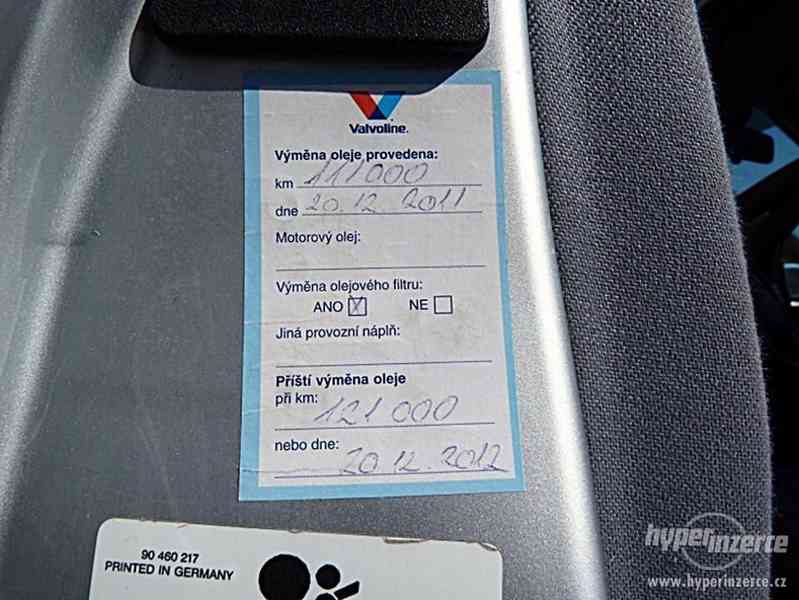 Valvoline.
Výměna oleje provedena:
km 111000
dne 20.12.2011
Motorový olej:
Výměna olejového filtru:
ANO X NE
Jiná provozní náplň:
Příští výměna oleje
při km: 121 000
nebo dne: 20.12.2012
90 460 217
PRINTED IN GERMANY
hyperinzerce
www.hyperinzerce.cz